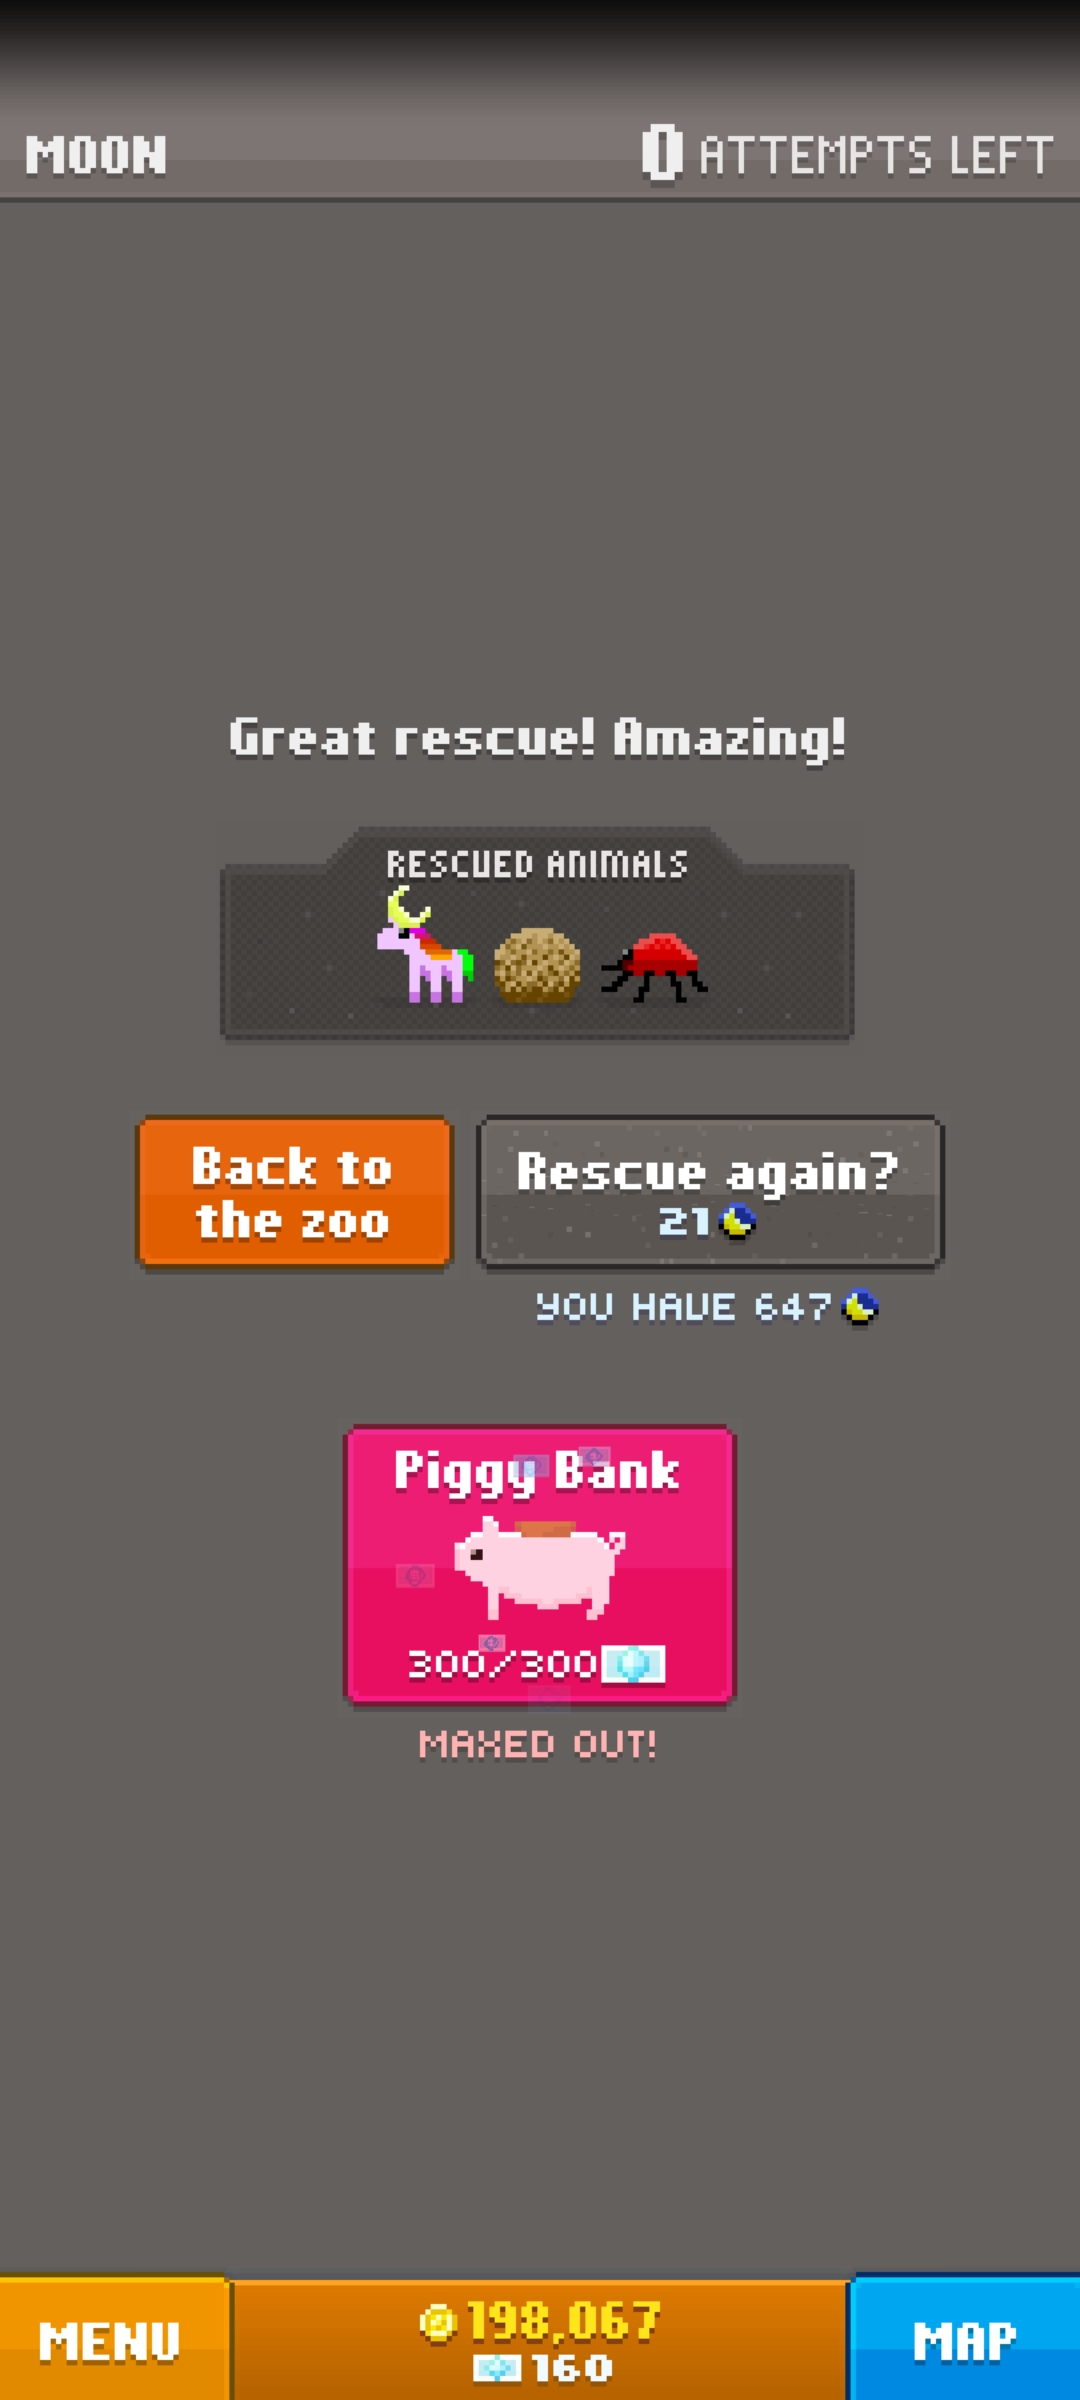 MOON
0 ATTEMPTS LEFT
Great rescue! Amazing!
RESCUED ANIMALS
Back to
the zoo
Rescue again?
21
YOU HAVE 647
Piggy Bank
300/300
MAXED OUT!
MENU
198,067
160
MAP